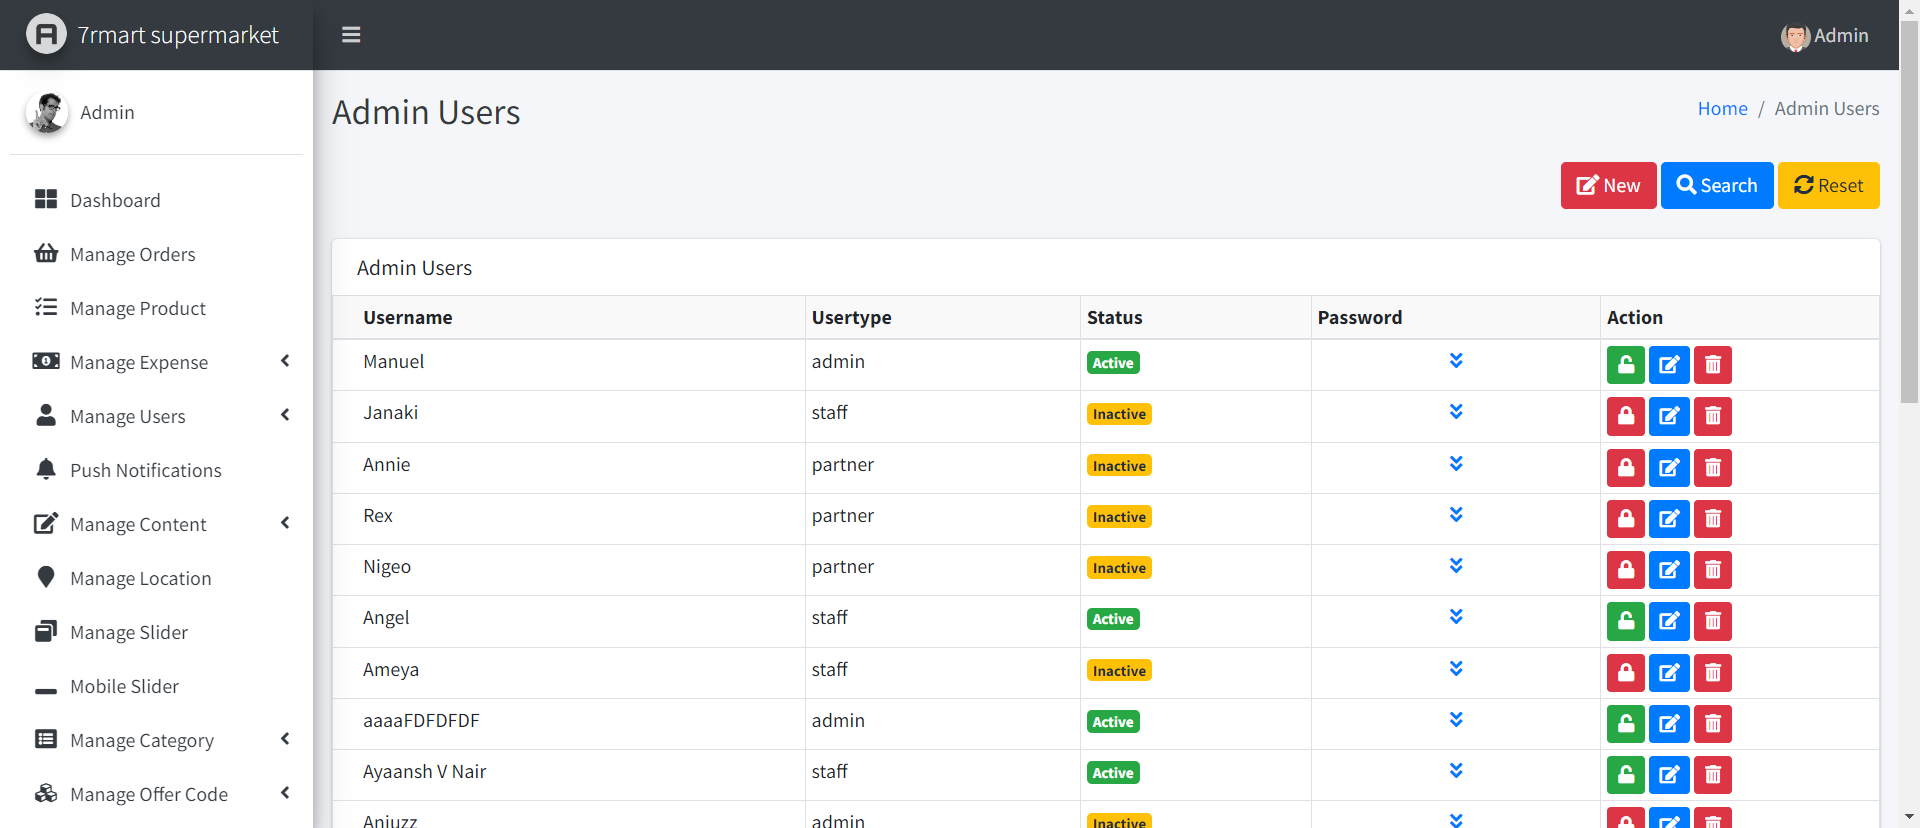 7rmart supermarket
Admin
Admin
Dashboard
Manage Orders
Manage Product
Manage Expense
Manage Users
Push Notifications
Manage Content
Manage Location
Manage Slider
Mobile Slider
Manage Category
Manage Offer Code
Admin Users
Home / Admin Users
New Search Reset
Admin Users
Username Usertype Status Password Action
Manuel admin Active
Janaki staff Inactive
Annie partner Inactive
Rex partner Inactive
Nigeo partner Inactive
Angel staff Active
Ameya staff Inactive
aaaaFDFDFDF admin Active
Ayaansh V Nair staff Active
Anjuzz admin Inactive